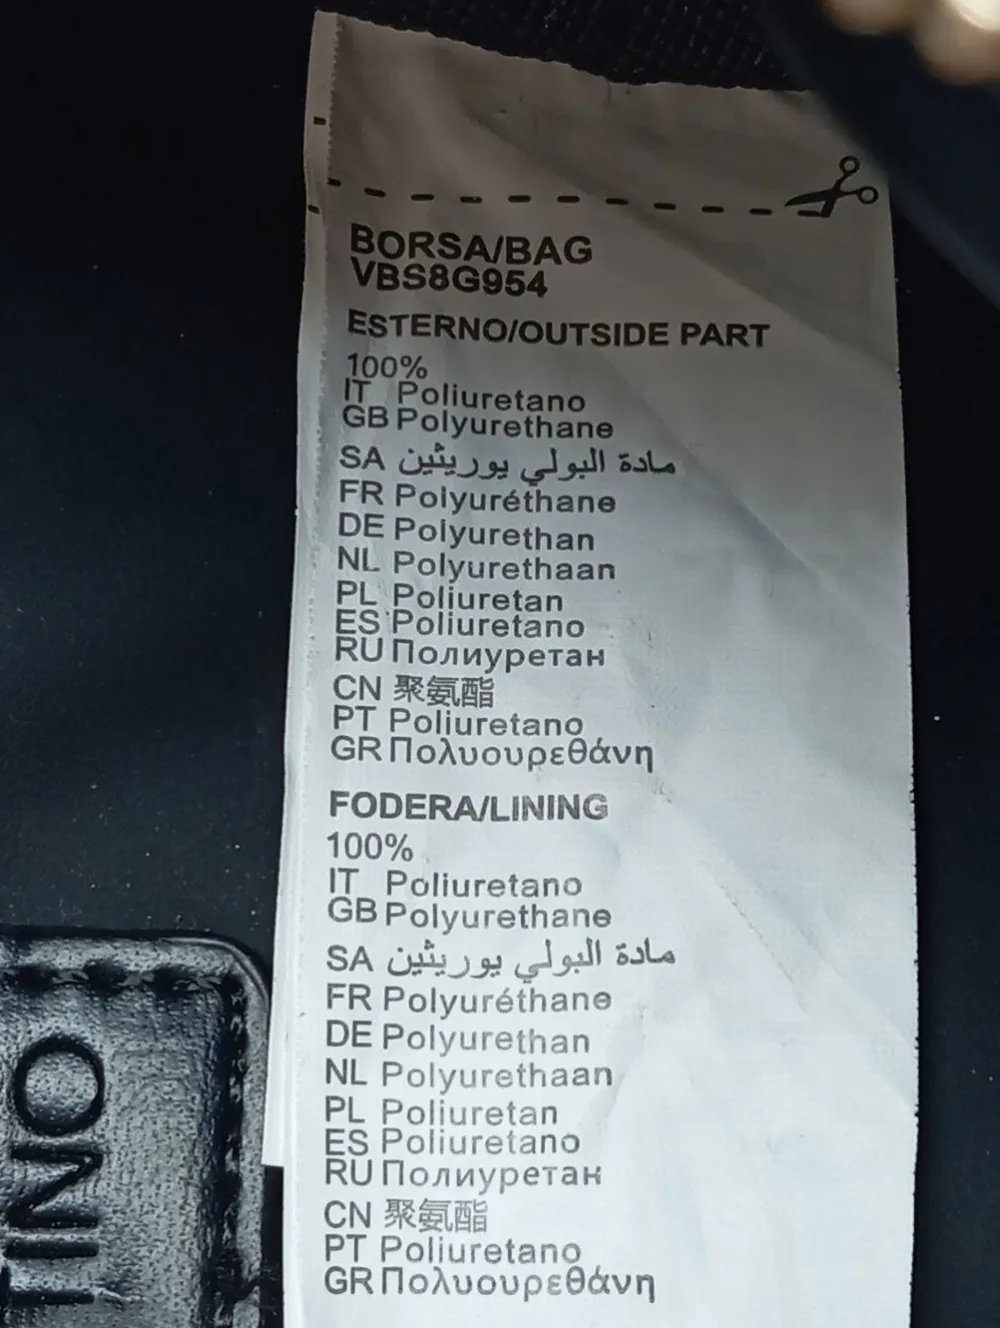 BORSA/BAG
VBS8G954
ESTERNO/OUTSIDE PART
100%
IT Poliuretano
GB Polyurethane
SA مادة البولي يوريثين
FR Polyuréthane
DE Polyurethan
NL Polyurethaan
PL Poliuretan
ES Poliuretano
RU Полиуретан
CN 聚氨酯
PT Poliuretano
GR Πολυουρεθάνη
FODERA/LINING
100%
IT Poliuretano
GB Polyurethane
SA مادة البولي يوريثين
FR Polyuréthane
DE Polyurethan
NL Polyurethaan
PL Poliuretan
ES Poliuretano
RU Полиуретан
CN 聚氨酯
PT Poliuretano
GR Πολυουρεθάνη
TINO